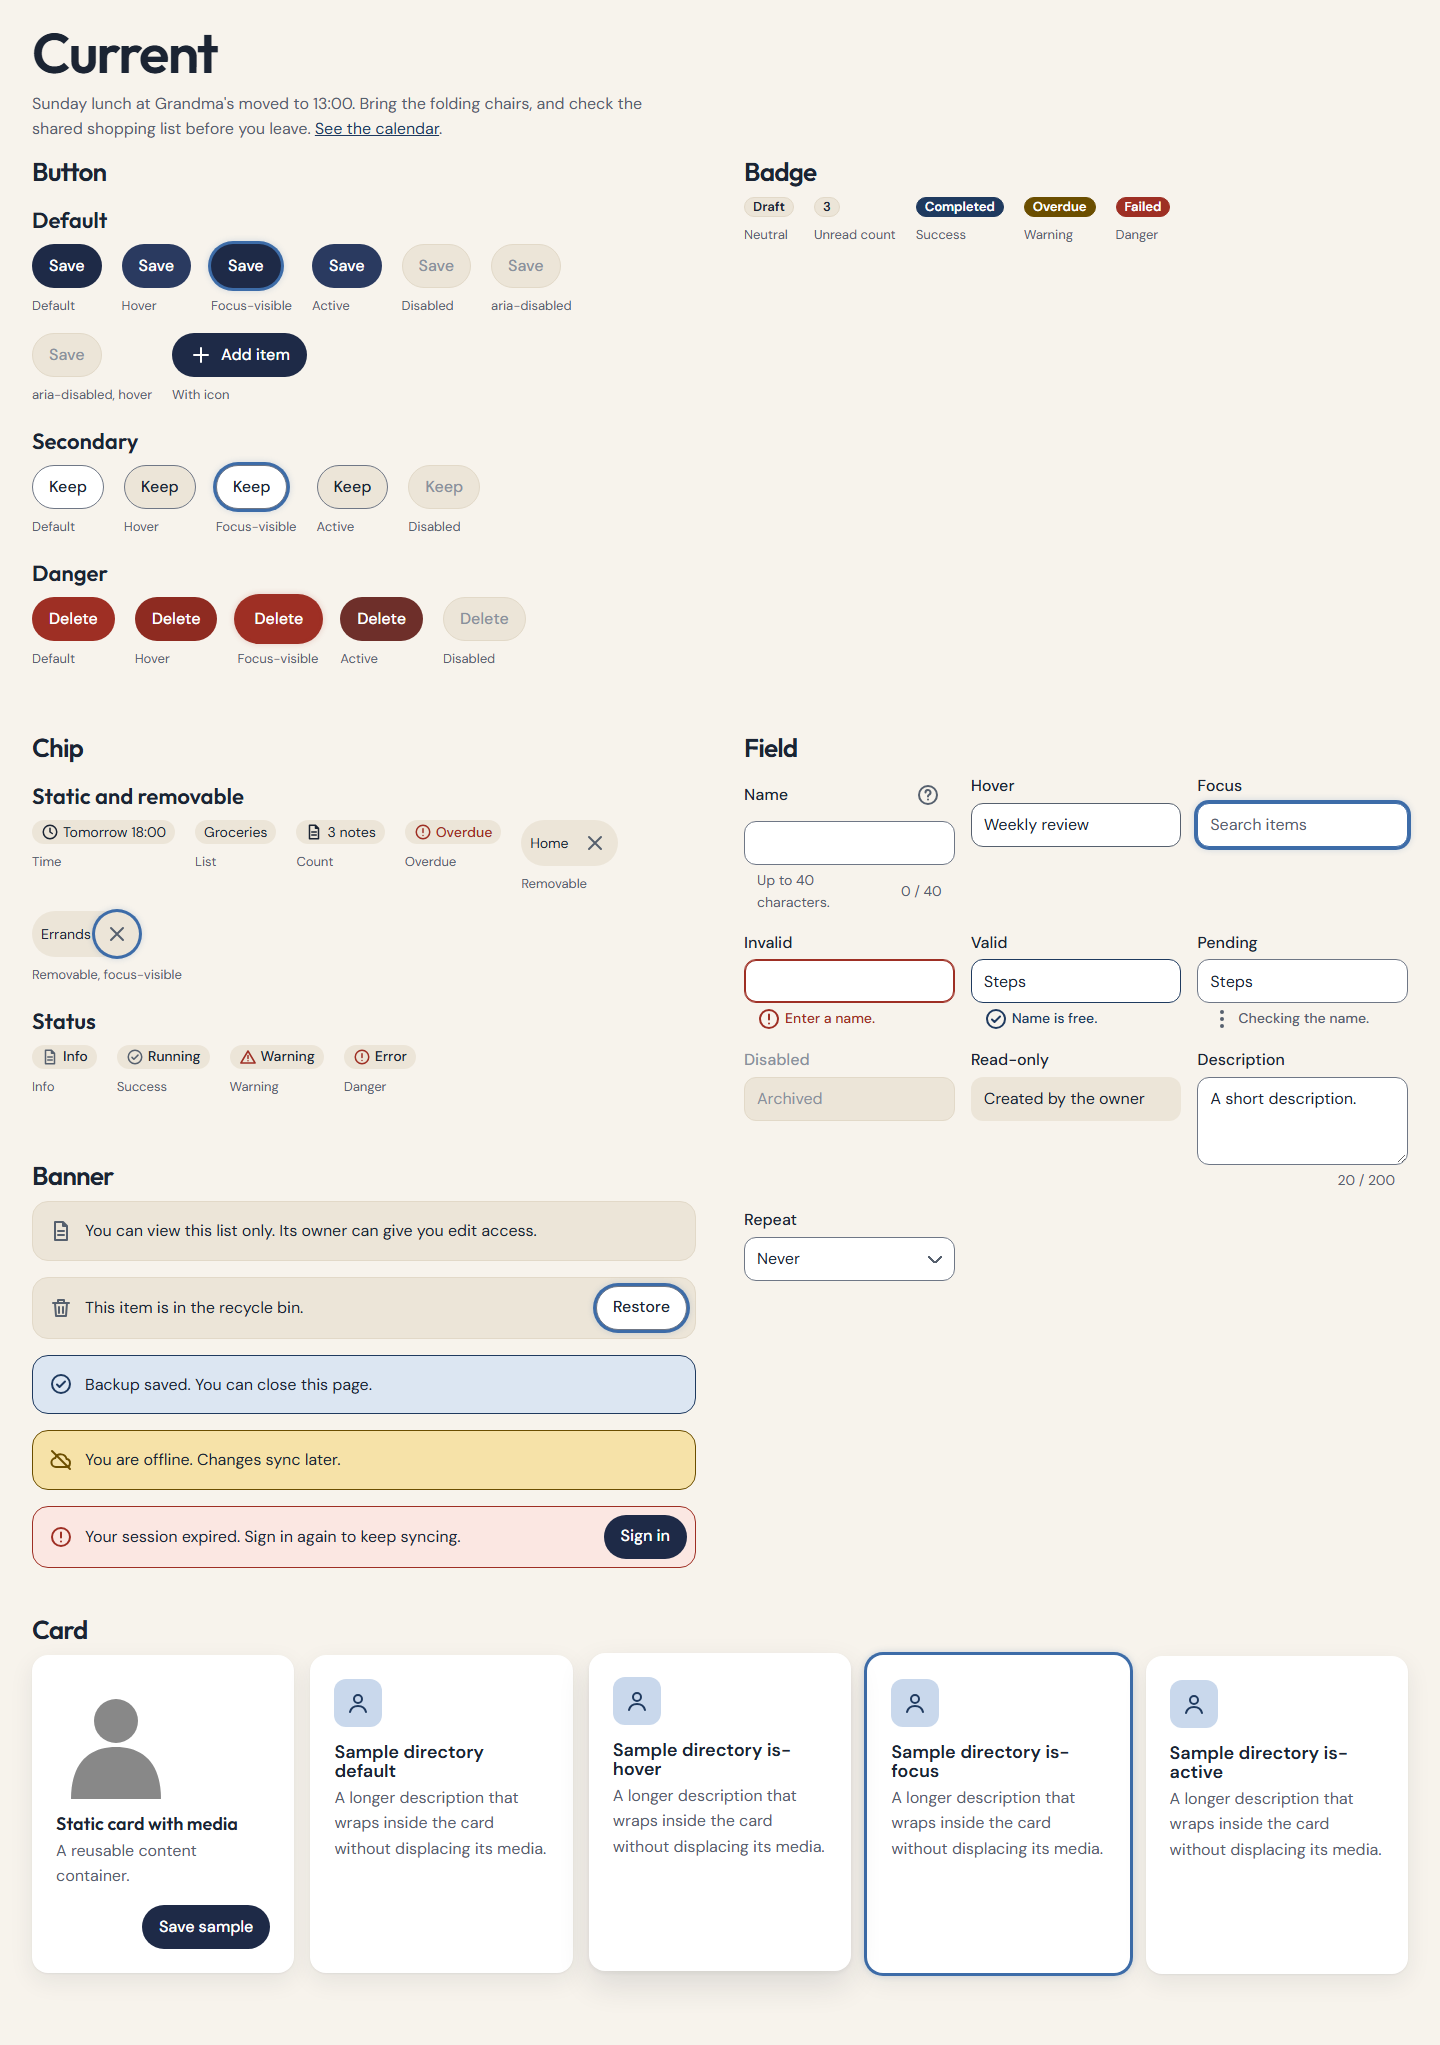 Current
Sunday lunch at Grandma's moved to 13:00. Bring the folding chairs, and check the
shared shopping list before you leave. See the calendar.
Button
Default
Save Save Save Save Save Save
Default Hover Focus-visible Active Disabled aria-disabled
Save Add item
aria-disabled, hover With icon
Secondary
Keep Keep Keep Keep Keep
Default Hover Focus-visible Active Disabled
Danger
Delete Delete Delete Delete Delete
Default Hover Focus-visible Active Disabled
Badge
Draft 3 Completed Overdue Failed
Neutral Unread count Success Warning Danger
Chip
Static and removable
Tomorrow 18:00 Groceries 3 notes Overdue Home
Time List Count Overdue Removable
Errands
Removable, focus-visible
Status
Info Running Warning Error
Info Success Warning Danger
Field
Name Hover Focus
Weekly review Search items
Up to 40
characters.
0 / 40
Invalid Valid Pending
Steps Steps
Enter a name. Name is free. Checking the name.
Disabled Read-only Description
Archived Created by the owner A short description.
20 / 200
Repeat
Never
Banner
You can view this list only. Its owner can give you edit access.
This item is in the recycle bin. Restore
Backup saved. You can close this page.
You are offline. Changes sync later.
Your session expired. Sign in again to keep syncing. Sign in
Card
Static card with media
A reusable content
container.
Save sample
Sample directory
default
A longer description that
wraps inside the card
without displacing its media.
Sample directory is-
hover
A longer description that
wraps inside the card
without displacing its media.
Sample directory is-
focus
A longer description that
wraps inside the card
without displacing its media.
Sample directory is-
active
A longer description that
wraps inside the card
without displacing its media.